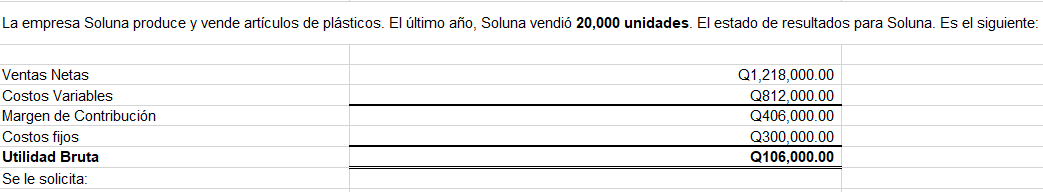 La empresa Soluna produce y vende artículos de plásticos. El último año, Soluna vendió 20,000 unidades. El estado de resultados para Soluna. Es el siguiente:
Ventas Netas Q1,218,000.00
Costos Variables Q812,000.00
Margen de Contribución Q406,000.00
Costos fijos Q300,000.00
Utilidad Bruta Q106,000.00
Se le solicita: